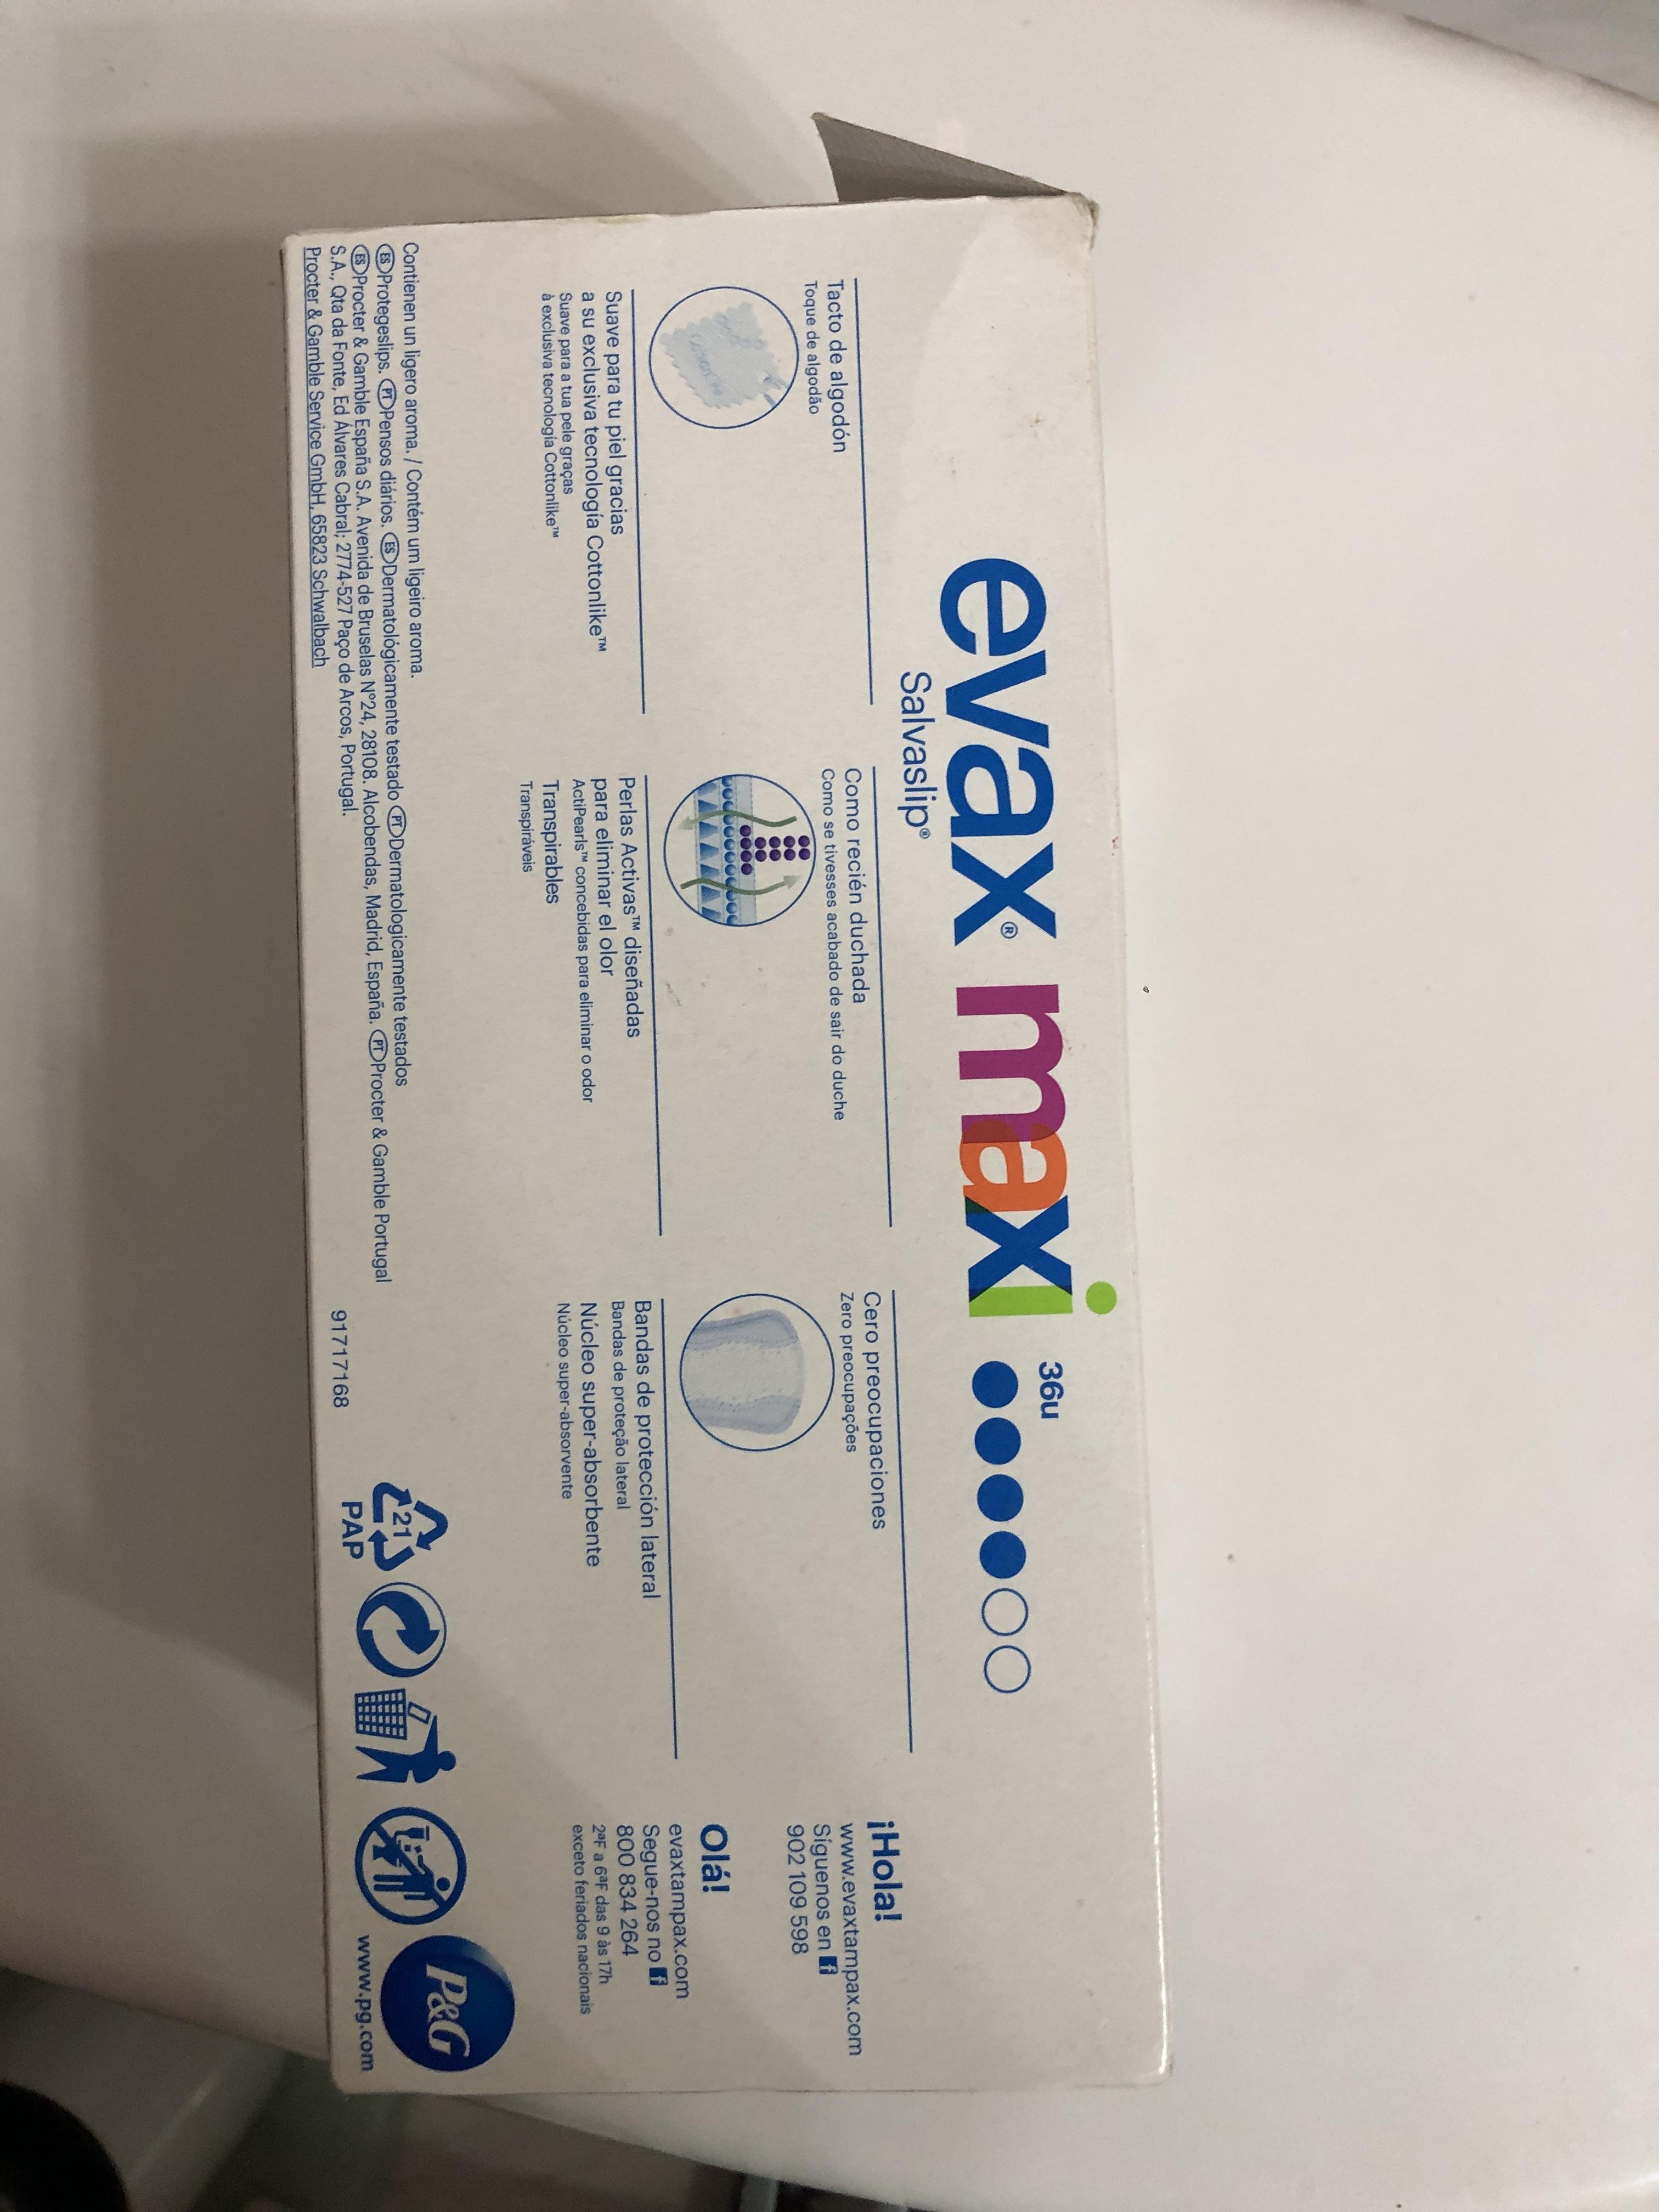 evax® maxi 36u
Salvaslip®
Tacto de algodón
Toque de algodão
Suave para tu piel gracias
a su exclusiva tecnología Cottonlike™
Suave para a tua pele graças
à exclusiva tecnologia Cottonlike™
Como recién duchada
Como se tivesses acabado de sair do duche
Perlas Activas™ diseñadas
para eliminar el olor
ActiPearls™ concebidas para eliminar o odor
Transpirables
Transpiráveis
Cero preocupaciones
Zero preocupações
Bandas de protección lateral
Bandas de proteção lateral
Núcleo super-absorbente
Núcleo super-absorvente
¡Hola!
www.evaxtampax.com
Síguenos en f
902 109 598
Olá!
evaxtampax.com
Segue-nos no f
800 834 264
2ªF a 6ªF das 9 às 17h
exceto feriados nacionais
Contienen un ligero aroma. / Contém um ligeiro aroma.
ES Protegeslips. PT Pensos diários. ES Dermatológicamente testado PT Dermatologicamente testados
ES Procter & Gamble España S.A. Avenida de Bruselas Nº24, 28108. Alcobendas, Madrid, España. PT Procter & Gamble Portugal
S.A., Qta da Fonte, Ed Álvares Cabral; 2774-527 Paço de Arcos, Portugal.
Procter & Gamble Service GmbH, 65823 Schwalbach
91717168
21
PAP
P&G
www.pg.com